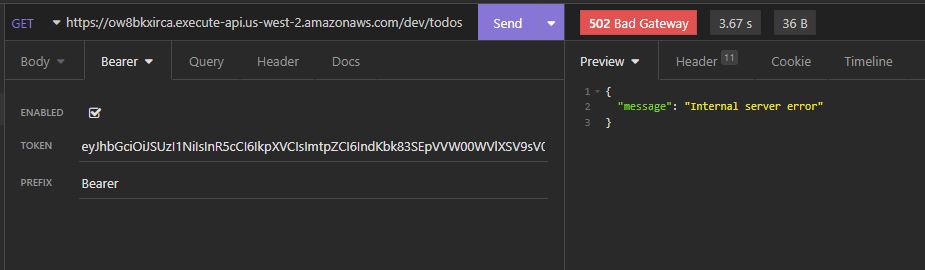 GET https://ow8bkxirca.execute-api.us-west-2.amazonaws.com/dev/todos Send 502 Bad Gateway 3.67 s 36 B
Body Bearer Query Header Docs Preview Header 11 Cookie Timeline
ENABLED
TOKEN eyJhbGciOiJSUzI1NiIsInR5cCI6IkpXVCIsImtpZCI6IndKbk83SEpVVW00WVlXSV9sV0
PREFIX Bearer
1 {
2 "message": "Internal server error"
3 }